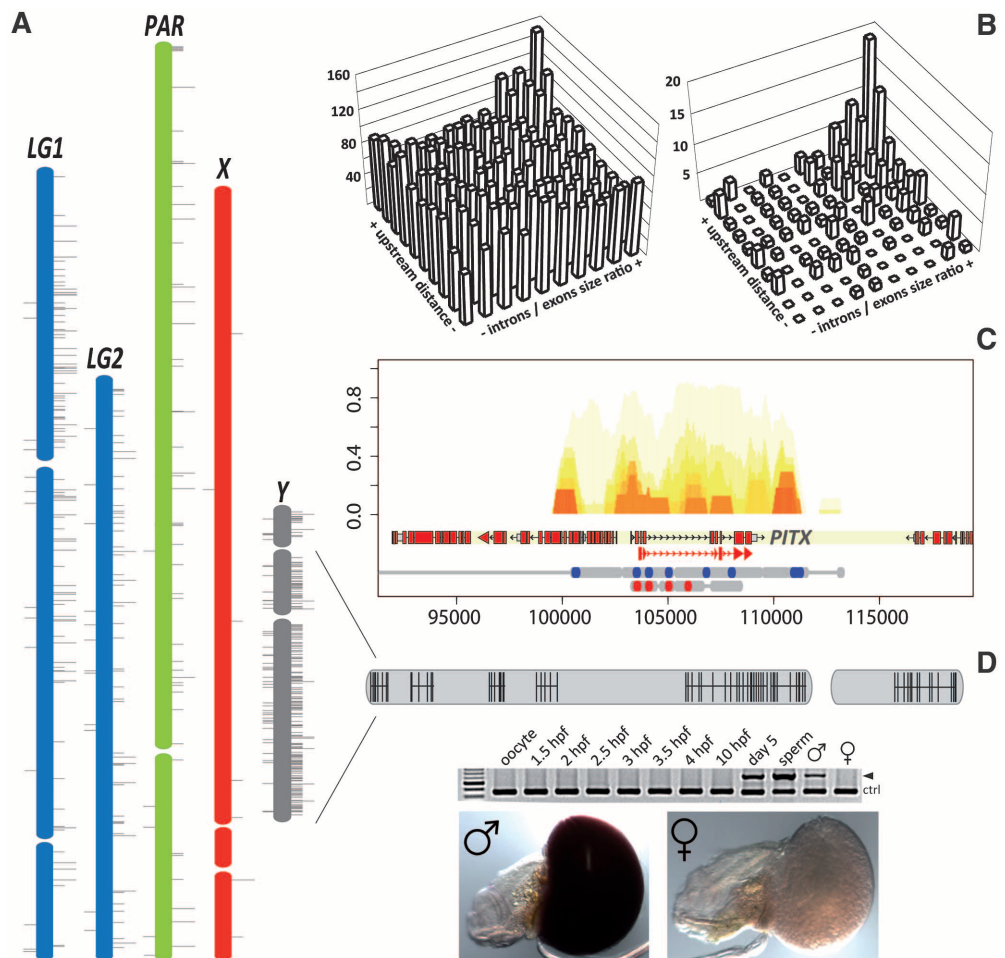 A
PAR
LG1
X
LG2
Y
B
160
120
80
40
+ upstream distance -
- introns / exons size ratio +
20
15
10
5
+ upstream distance -
- introns / exons size ratio +
C
0.8
0.4
0.0
PITX
95000 100000 105000 110000 115000
D
oocyte 1.5 hpf 2 hpf 2.5 hpf 3 hpf 3.5 hpf 4 hpf 10 hpf day 5 sperm ♂ ♀
ctrl
♂ ♀